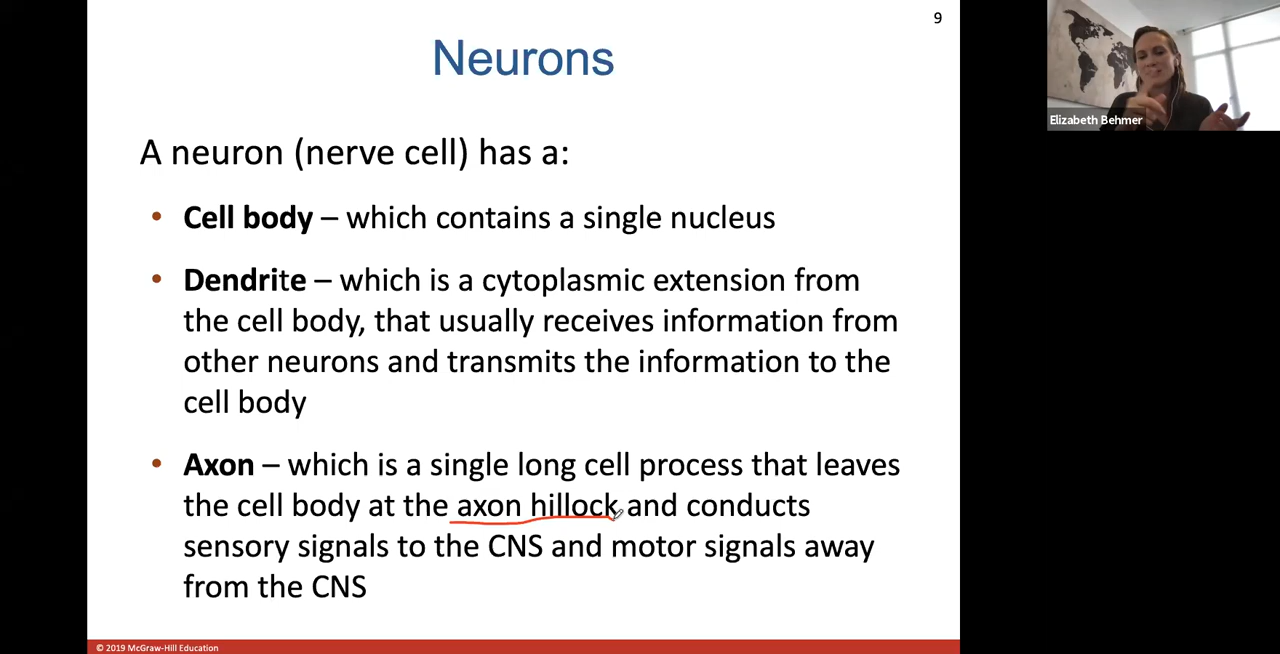 9
Neurons
A neuron (nerve cell) has a:
• Cell body – which contains a single nucleus
• Dendrite – which is a cytoplasmic extension from
the cell body, that usually receives information from
other neurons and transmits the information to the
cell body
• Axon – which is a single long cell process that leaves
the cell body at the axon hillock and conducts
sensory signals to the CNS and motor signals away
from the CNS
© 2019 McGraw-Hill Education
Elizabeth Behmer